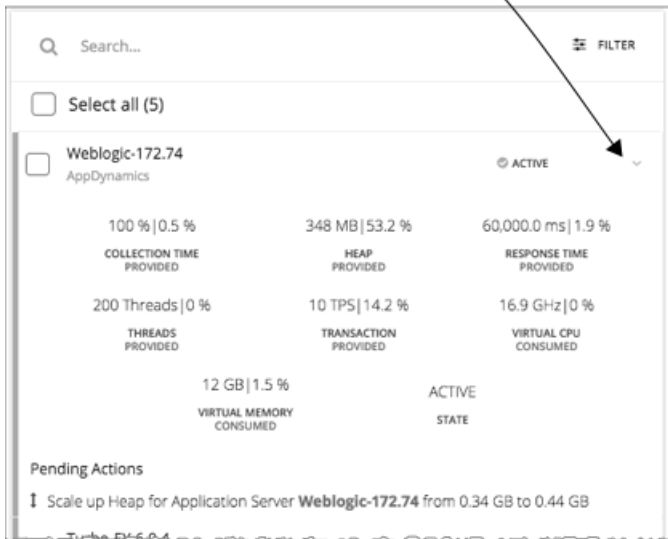 Search...
FILTER
Select all (5)
Weblogic-172.74
AppDynamics
ACTIVE
100 %|0.5 %
348 MB|53.2 %
60,000.0 ms|1.9 %
COLLECTION TIME
HEAP
RESPONSE TIME
PROVIDED
PROVIDED
PROVIDED
200 Threads|0 %
10 TPS|14.2 %
16.9 GHz|0 %
THREADS
TRANSACTION
VIRTUAL CPU
PROVIDED
PROVIDED
CONSUMED
12 GB|1.5 %
ACTIVE
VIRTUAL MEMORY
STATE
CONSUMED
Pending Actions
Scale up Heap for Application Server Weblogic-172.74 from 0.34 GB to 0.44 GB